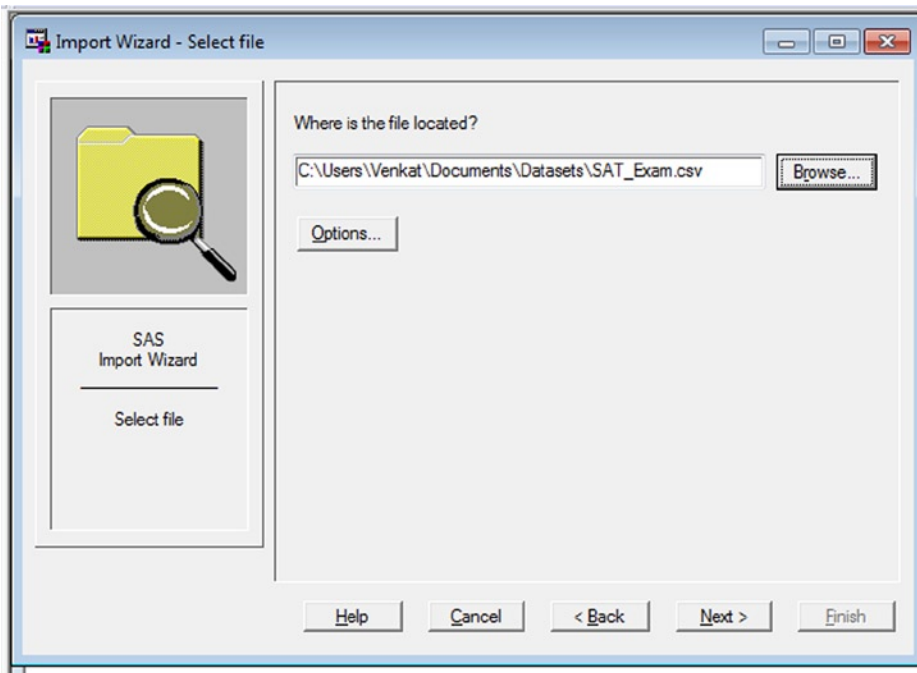 Import Wizard - Select file
Where is the file located?
C:\Users\Venkat\Documents\Datasets\SAT_Exam.csv
Browse...
Options...
SAS
Import Wizard
Select file
Help
Cancel
< Back
Next >
Finish